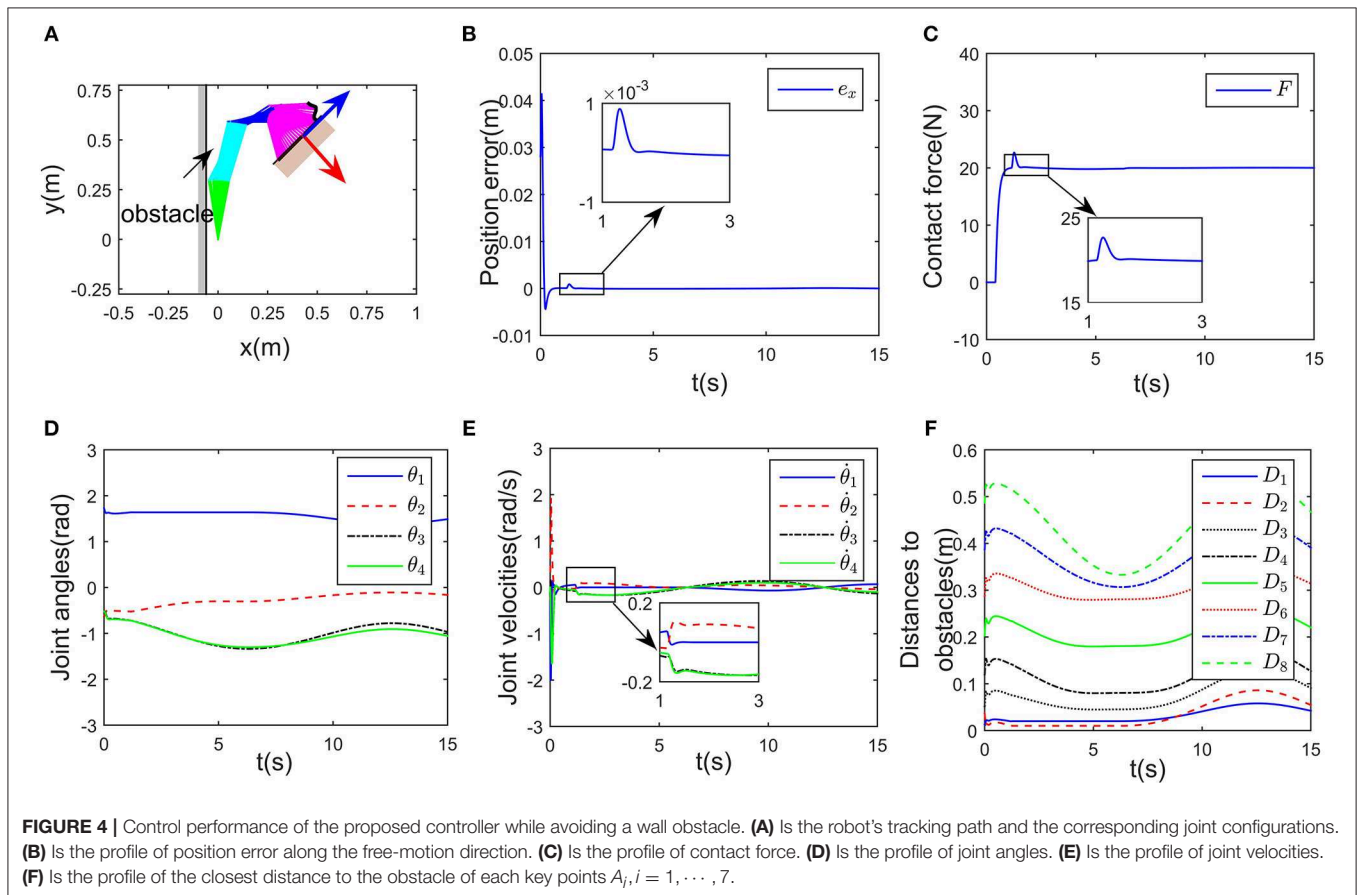 A
0.75
0.5
0.25
0
-0.25
y(m)
obstacle
-0.5 -0.25 0 0.25 0.5 0.75 1
x(m)
B
0.05
0.04
0.03
0.02
0.01
0
-0.01
Position error(m)
e_x
×10^-3
1
-1
1 3
0 5 10 15
t(s)
C
40
30
20
10
0
-10
Contact force(N)
F
25
15
1 3
0 5 10 15
t(s)
D
3
2
1
0
-1
-2
-3
Joint angles(rad)
θ_1
θ_2
θ_3
θ_4
0 5 10 15
t(s)
E
3
2
1
0
-1
-2
-3
Joint velocities(rad/s)
θ̇_1
θ̇_2
θ̇_3
θ̇_4
0.2
-0.2
1 3
0 5 10 15
t(s)
F
0.6
0.5
0.4
0.3
0.2
0.1
0
Distances to
obstacles(m)
D_1
D_2
D_3
D_4
D_5
D_6
D_7
D_8
0 5 10 15
t(s)
FIGURE 4 | Control performance of the proposed controller while avoiding a wall obstacle. (A) Is the robot's tracking path and the corresponding joint configurations.
(B) Is the profile of position error along the free-motion direction. (C) Is the profile of contact force. (D) Is the profile of joint angles. (E) Is the profile of joint velocities.
(F) Is the profile of the closest distance to the obstacle of each key points A_i, i = 1, ⋯ , 7.